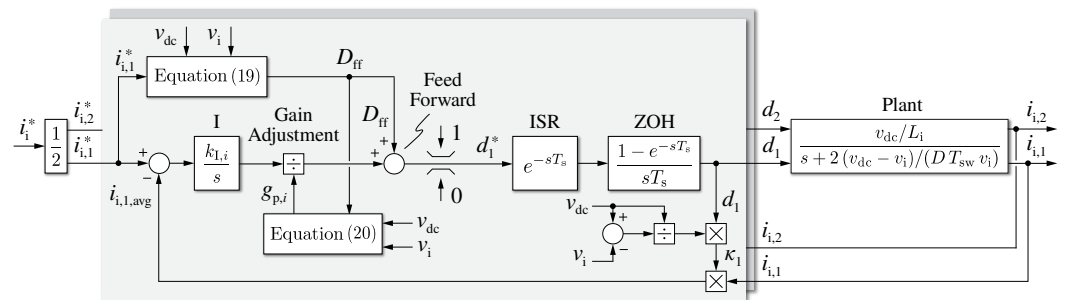 v_dc v_i
i*_i,1
Equation (19)
D_ff
Feed
Forward
Plant
i*_i
1/2
i*_i,2
i*_i,1
I
Gain
Adjustment
D_ff
1
0
d*_1
ISR
ZOH
d_2
d_1
i_i,2
i_i,1
+
−
k_1,i / s
÷
+
+
e^{-sT_s}
(1 − e^{-sT_s}) / (sT_s)
(v_dc/L_i) / (s + 2 (v_dc − v_i)/(D T_sw v_i))
i_i,1,avg
g_p,i
Equation (20)
v_dc
v_i
v_dc
v_i
+
−
÷
×
d_1
κ_1
×
i_i,2
i_i,1